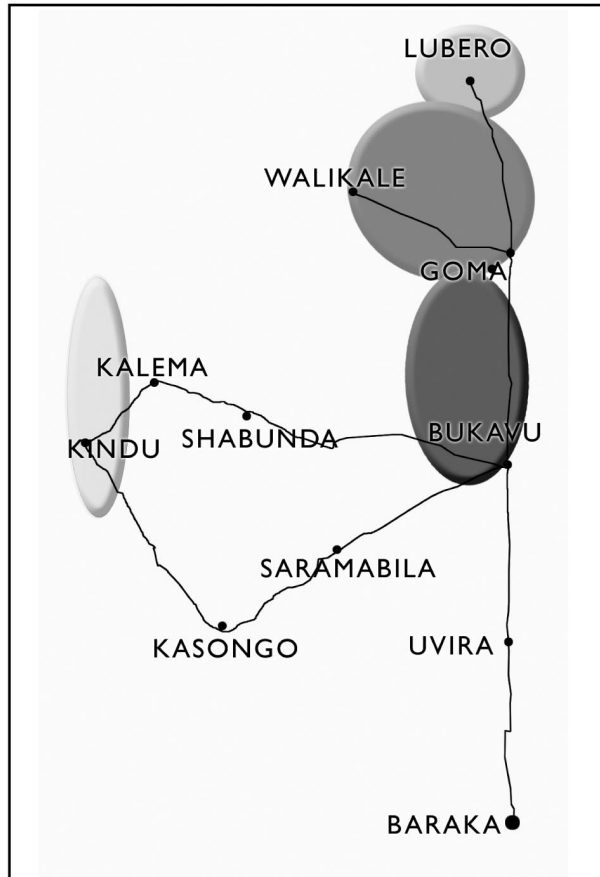 LUBERO
WALIKALE
GOMA
KALEMA
BUKAVU
SHABUNDA
KINDU
SARAMABILA
KASONGO
UVIRA
BARAKA